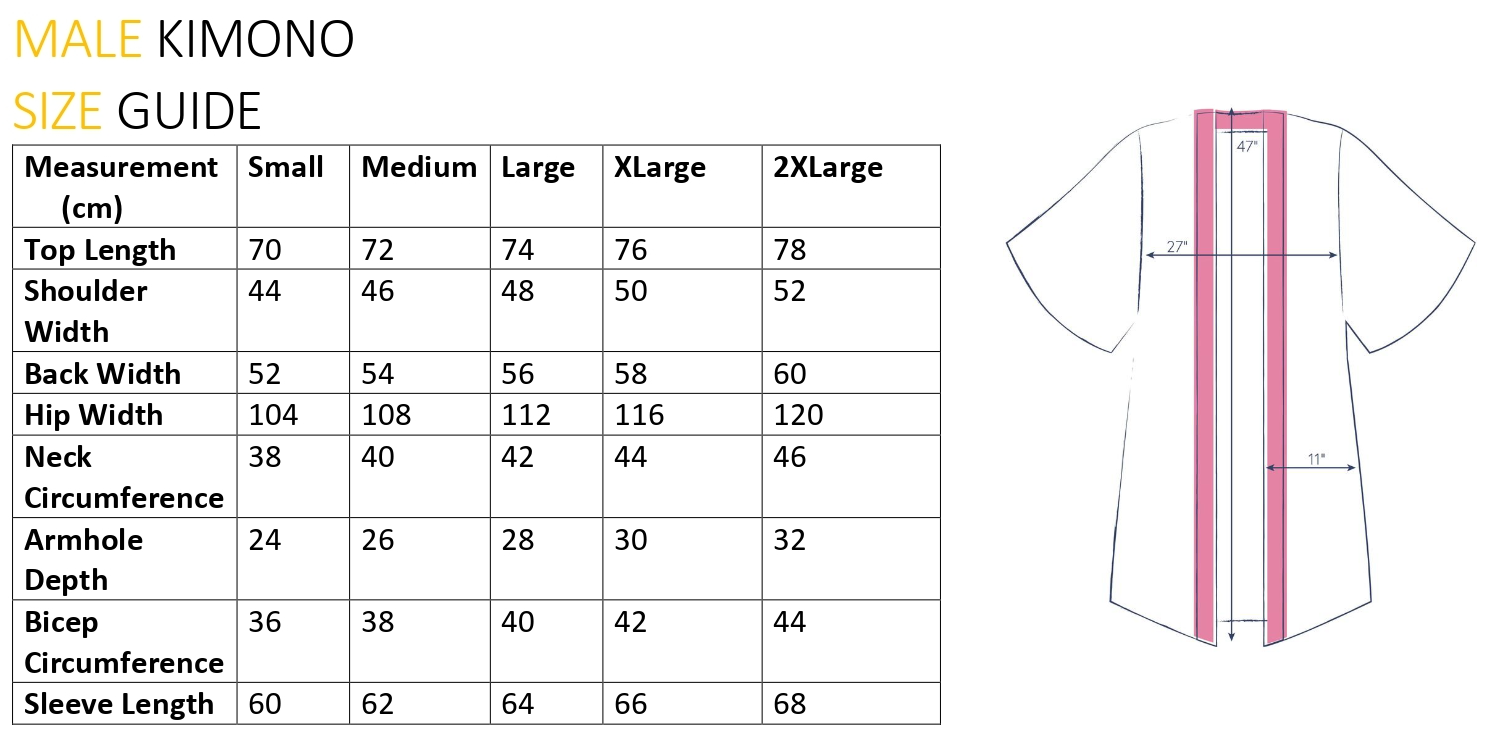 MALE KIMONO
SIZE GUIDE
Measurement Small Medium Large XLarge 2XLarge
(cm)
Top Length 70 72 74 76 78
Shoulder 44 46 48 50 52
Width
Back Width 52 54 56 58 60
Hip Width 104 108 112 116 120
Neck 38 40 42 44 46
Circumference
Armhole 24 26 28 30 32
Depth
Bicep 36 38 40 42 44
Circumference
Sleeve Length 60 62 64 66 68
47"
27"
11"